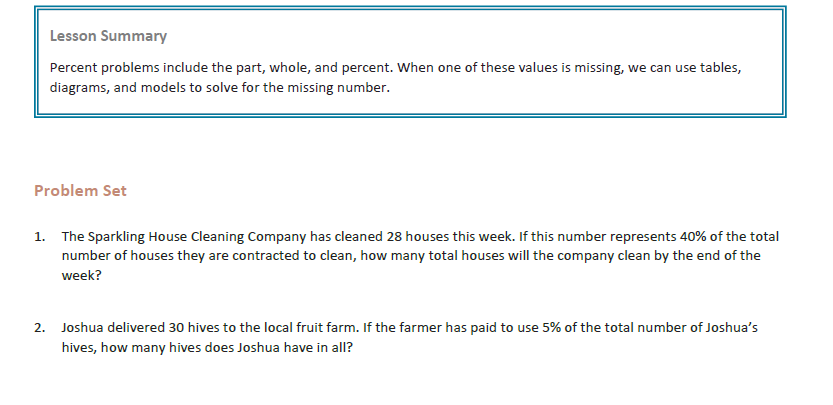 Lesson Summary
Percent problems include the part, whole, and percent. When one of these values is missing, we can use tables,
diagrams, and models to solve for the missing number.
Problem Set
1. The Sparkling House Cleaning Company has cleaned 28 houses this week. If this number represents 40% of the total
number of houses they are contracted to clean, how many total houses will the company clean by the end of the
week?
2. Joshua delivered 30 hives to the local fruit farm. If the farmer has paid to use 5% of the total number of Joshua's
hives, how many hives does Joshua have in all?